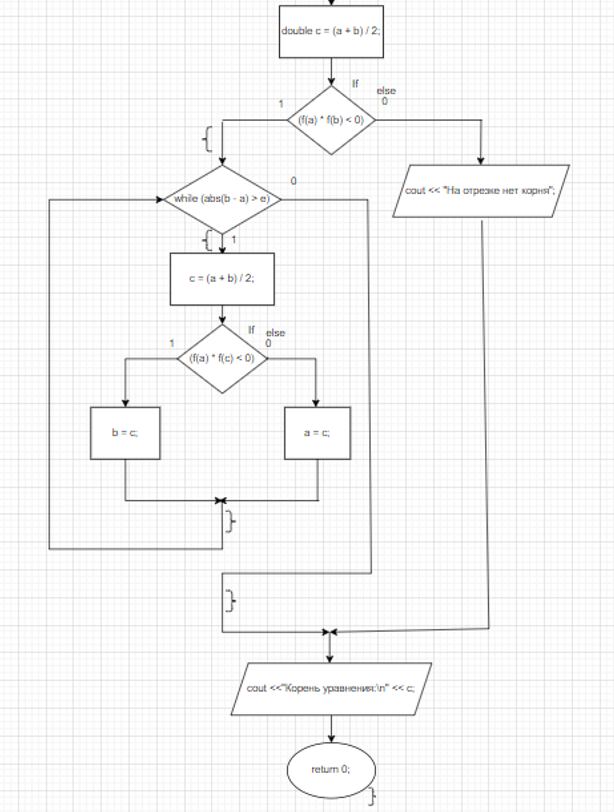 double c = (a + b) / 2;
If
else
1
0
(f(a) * f(b) < 0)
{
while (abs(b - a) > e)
0
cout << "На отрезке нет корня";
{
1
c = (a + b) / 2;
If
else
1
0
(f(a) * f(c) < 0)
b = c;
a = c;
}
}
cout <<"Корень уравнения:\n" << c;
return 0;
}